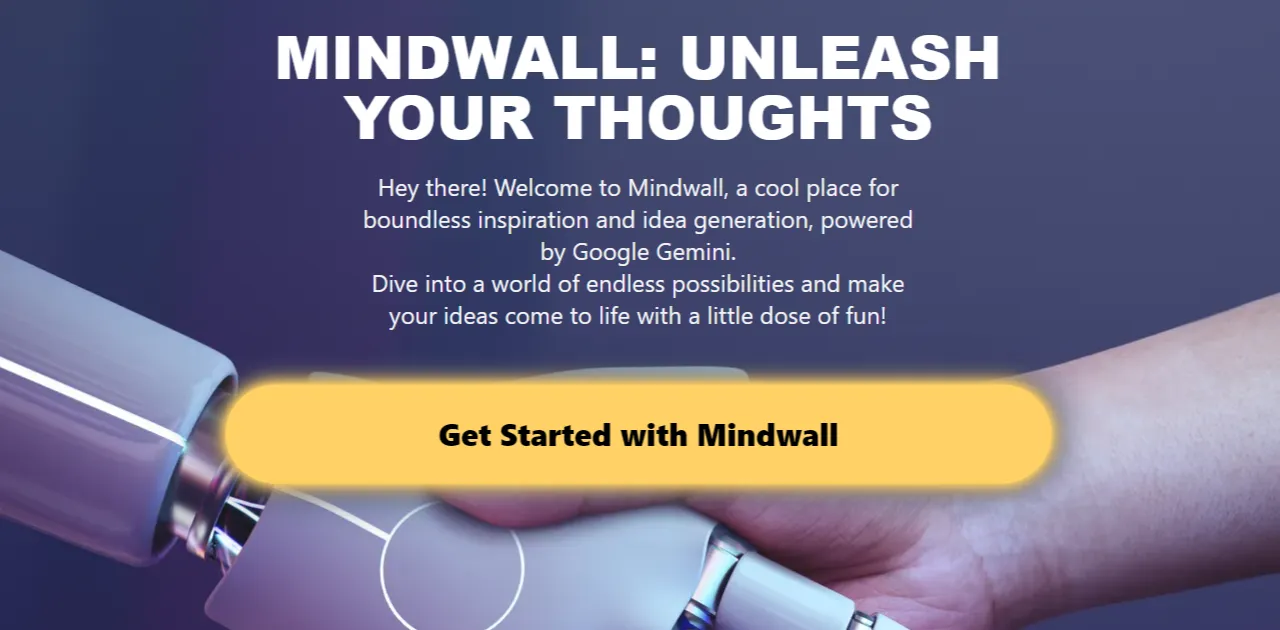 MINDWALL: UNLEASH
YOUR THOUGHTS
Hey there! Welcome to Mindwall, a cool place for
boundless inspiration and idea generation, powered
by Google Gemini.
Dive into a world of endless possibilities and make
your ideas come to life with a little dose of fun!
Get Started with Mindwall